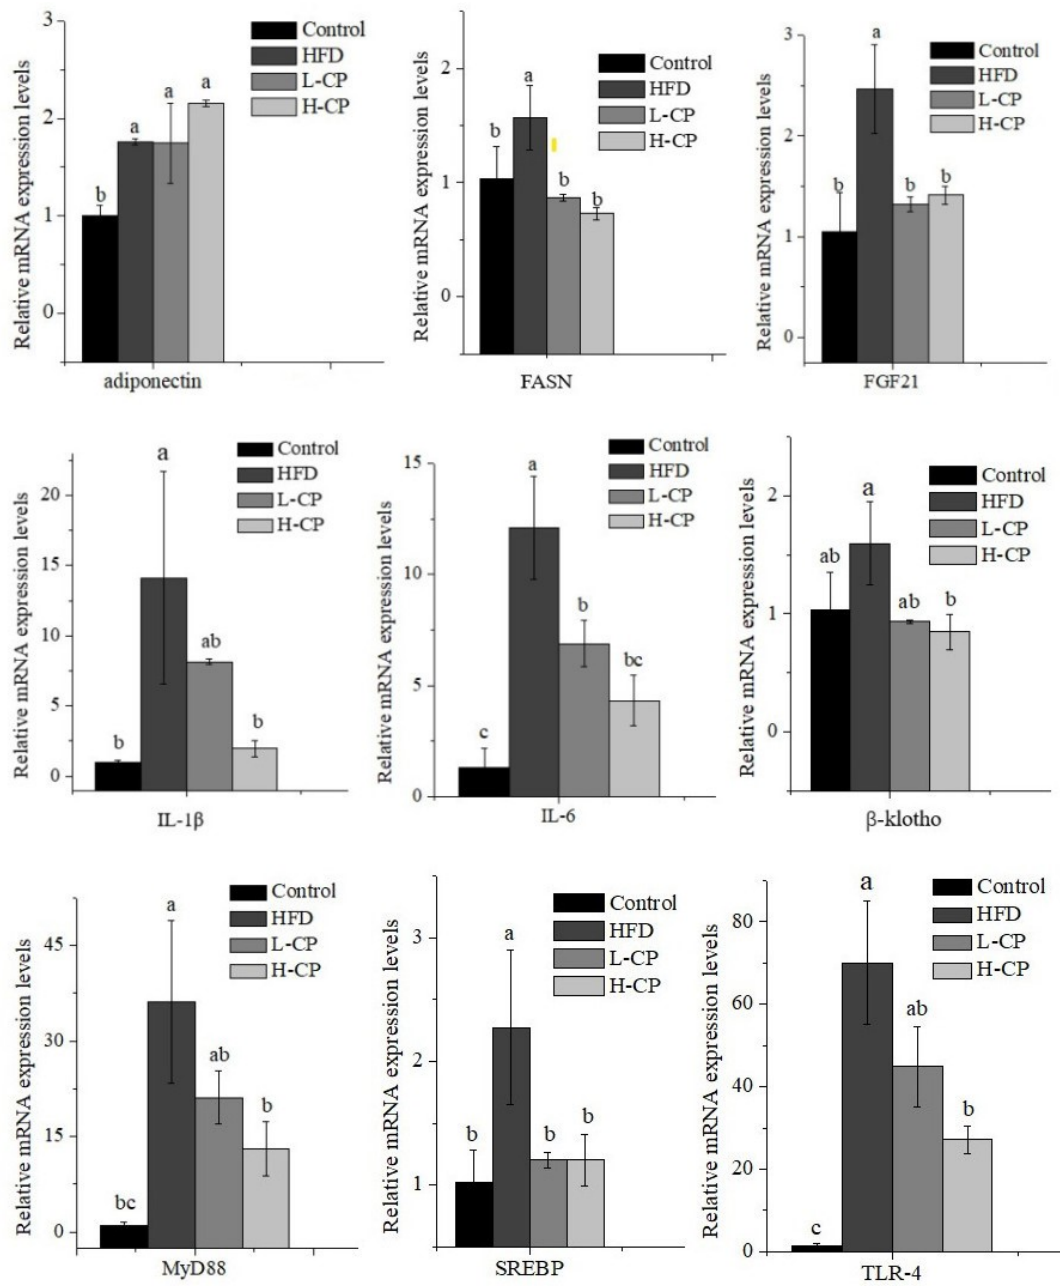 Relative mRNA expression levels
3
2
1
0
a
a
a
b
Control
HFD
L-CP
H-CP
adiponectin
Relative mRNA expression levels
2
1
0
b
a
b
b
Control
HFD
L-CP
H-CP
FASN
Relative mRNA expression levels
3
2
1
0
b
a
b
b
Control
HFD
L-CP
H-CP
FGF21
Relative mRNA expression levels
20
15
10
5
0
b
a
ab
b
Control
HFD
L-CP
H-CP
IL-1β
Relative mRNA expression levels
15
10
5
0
c
a
b
bc
Control
HFD
L-CP
H-CP
IL-6
Relative mRNA expression levels
2
1
0
ab
a
ab
b
Control
HFD
L-CP
H-CP
β-klotho
Relative mRNA expression levels
45
30
15
0
bc
a
ab
b
Control
HFD
L-CP
H-CP
MyD88
Relative mRNA expression levels
3
2
1
b
a
b
b
Control
HFD
L-CP
H-CP
SREBP
Relative mRNA expression levels
80
60
40
20
0
c
a
ab
b
Control
HFD
L-CP
H-CP
TLR-4